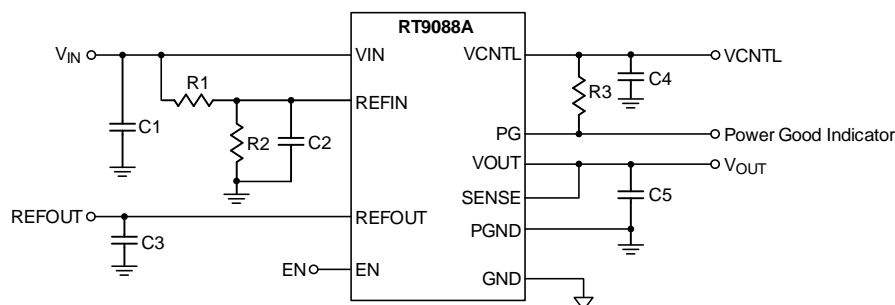 RT9088A
VIN
VIN
VCNTL
VCNTL
R1
C4
R3
REFIN
C1
R2
C2
PG
Power Good Indicator
VOUT
VOUT
SENSE
C5
REFOUT
REFOUT
PGND
C3
EN
EN
GND